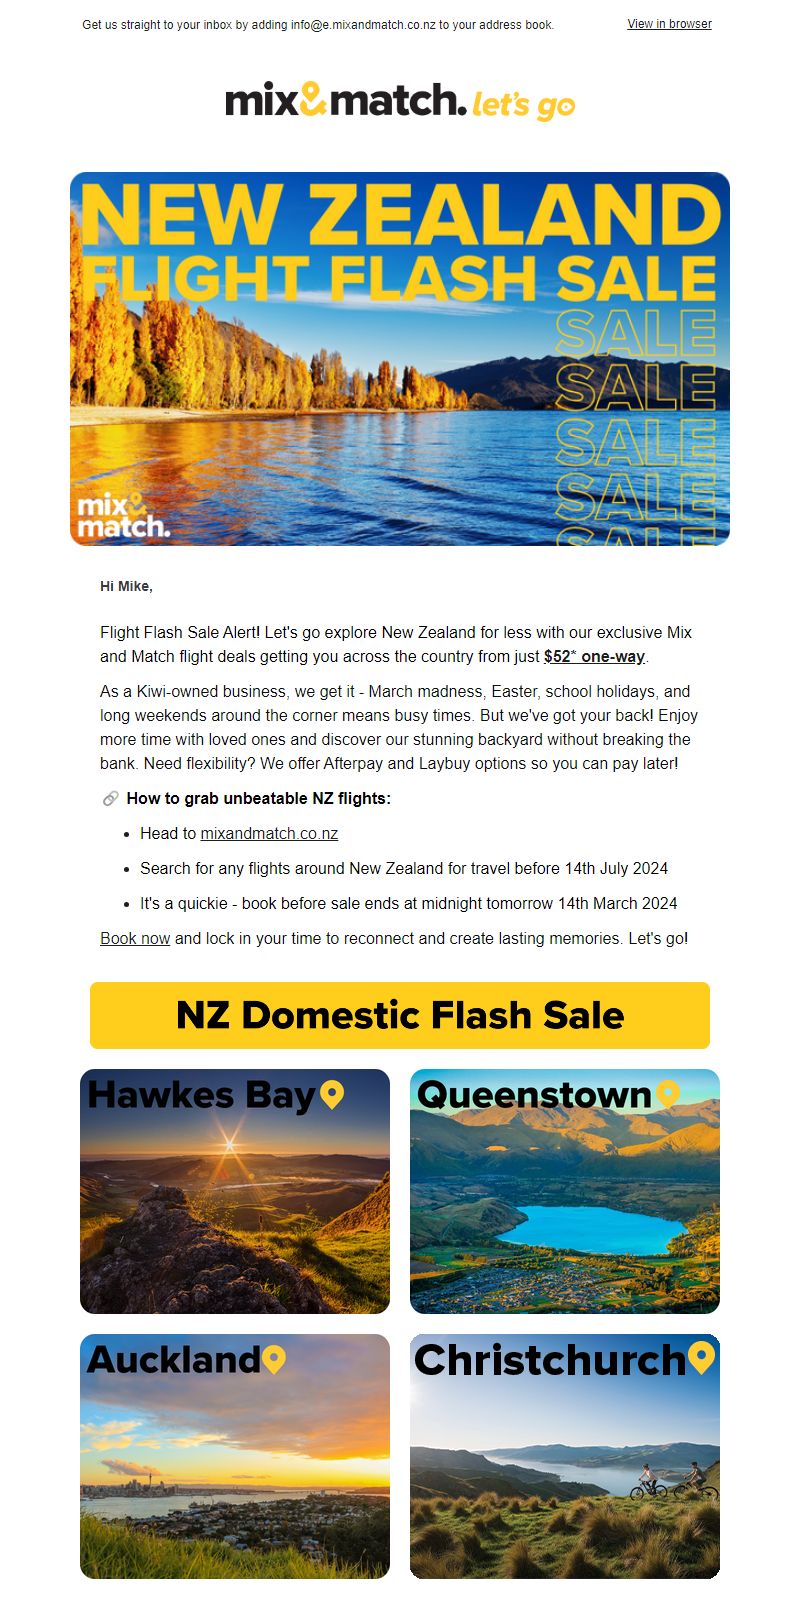 Get us straight to your inbox by adding info@e.mixandmatch.co.nz to your address book.
View in browser
mix&match. let's go
NEW ZEALAND
FLIGHT FLASH SALE
SALE
SALE
SALE
SALE
SALE
mix&
match.
Hi Mike,
Flight Flash Sale Alert! Let's go explore New Zealand for less with our exclusive Mix
and Match flight deals getting you across the country from just $52* one-way.
As a Kiwi-owned business, we get it - March madness, Easter, school holidays, and
long weekends around the corner means busy times. But we've got your back! Enjoy
more time with loved ones and discover our stunning backyard without breaking the
bank. Need flexibility? We offer Afterpay and Laybuy options so you can pay later!
🔗 How to grab unbeatable NZ flights:
• Head to mixandmatch.co.nz
• Search for any flights around New Zealand for travel before 14th July 2024
• It's a quickie - book before sale ends at midnight tomorrow 14th March 2024
Book now and lock in your time to reconnect and create lasting memories. Let's go!
NZ Domestic Flash Sale
Hawkes Bay
Queenstown
Auckland
Christchurch